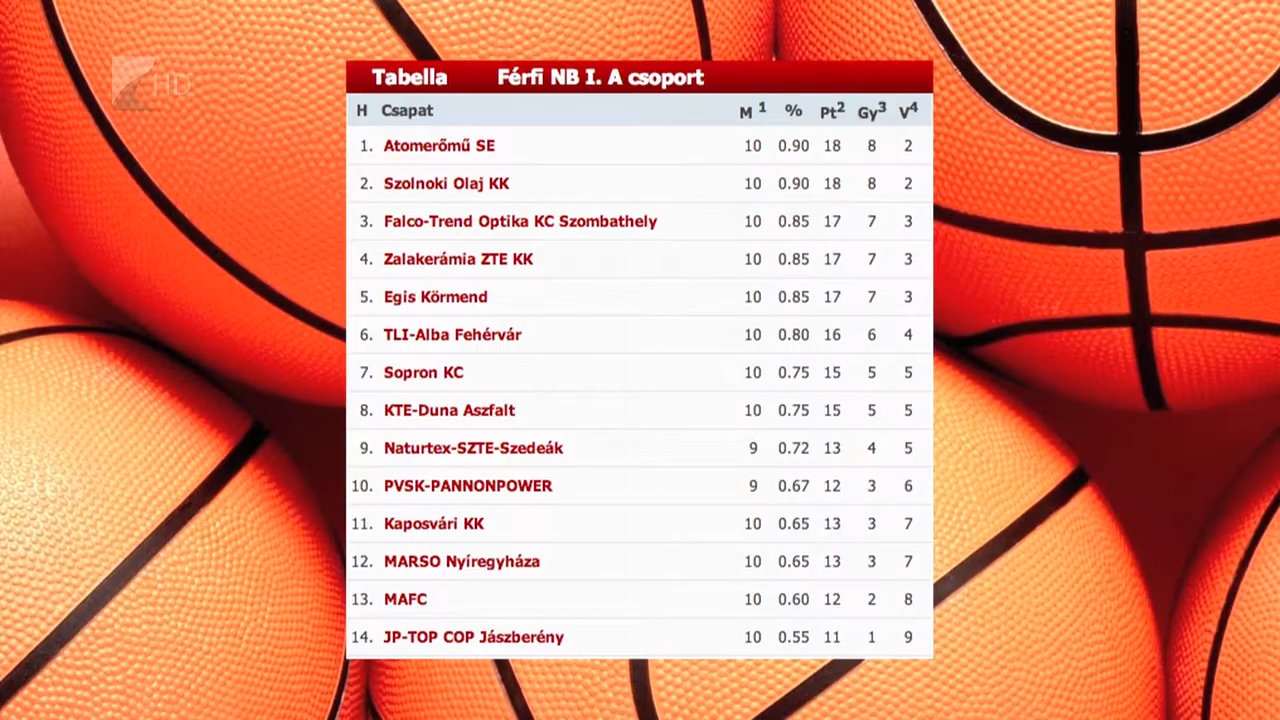 HD
Tabella Férfi NB I. A csoport
H Csapat M 1 % Pt2 Gy3 V4
1. Atomerőmű SE 10 0.90 18 8 2
2. Szolnoki Olaj KK 10 0.90 18 8 2
3. Falco-Trend Optika KC Szombathely 10 0.85 17 7 3
4. Zalakerámia ZTE KK 10 0.85 17 7 3
5. Egis Körmend 10 0.85 17 7 3
6. TLI-Alba Fehérvár 10 0.80 16 6 4
7. Sopron KC 10 0.75 15 5 5
8. KTE-Duna Aszfalt 10 0.75 15 5 5
9. Naturtex-SZTE-Szedeák 9 0.72 13 4 5
10. PVSK-PANNONPOWER 9 0.67 12 3 6
11. Kaposvári KK 10 0.65 13 3 7
12. MARSO Nyíregyháza 10 0.65 13 3 7
13. MAFC 10 0.60 12 2 8
14. JP-TOP COP Jászberény 10 0.55 11 1 9